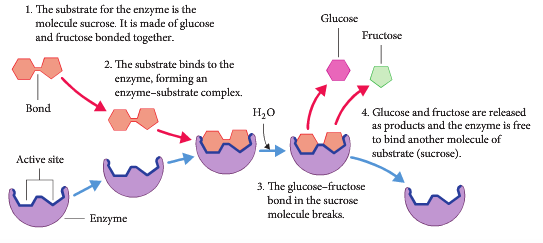 1. The substrate for the enzyme is the
molecule sucrose. It is made of glucose
and fructose bonded together.
Glucose
Fructose
2. The substrate binds to the
enzyme, forming an
enzyme–substrate complex.
Bond
H₂O
4. Glucose and fructose are released
as products and the enzyme is free
to bind another molecule of
substrate (sucrose).
Active site
3. The glucose–fructose
bond in the sucrose
molecule breaks.
Enzyme